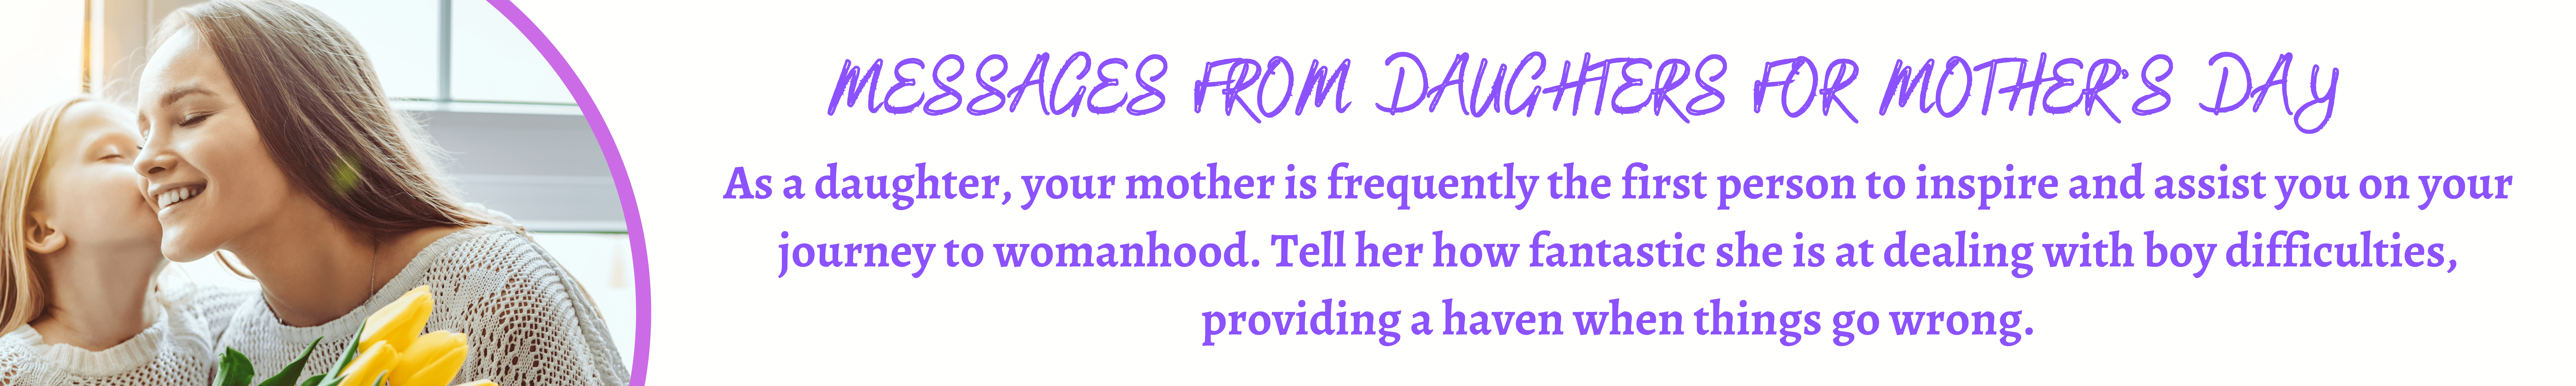 MESSAGES FROM DAUGHTERS FOR MOTHER'S DAY
As a daughter, your mother is frequently the first person to inspire and assist you on your
journey to womanhood. Tell her how fantastic she is at dealing with boy difficulties,
providing a haven when things go wrong.